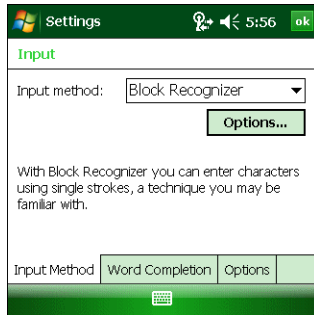 Settings 5:56 ok
Input
Input method: Block Recognizer
Options...
With Block Recognizer you can enter characters
using single strokes, a technique you may be
familiar with.
Input Method Word Completion Options